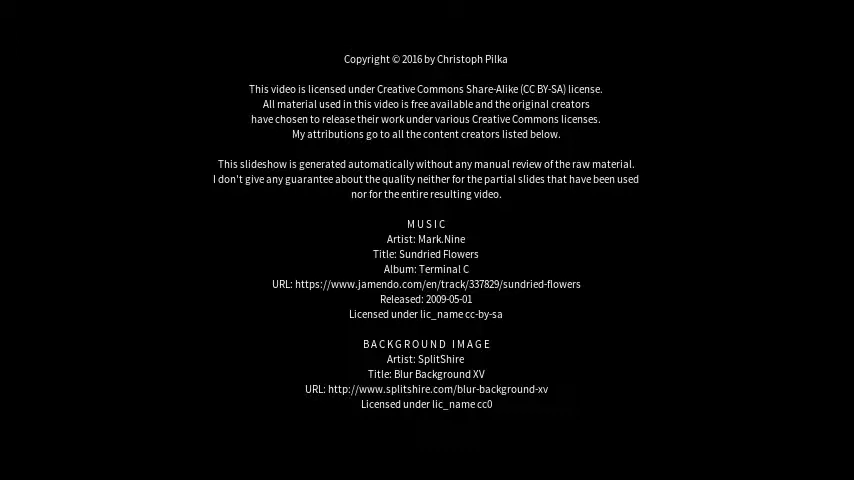 Copyright © 2016 by Christoph Pilka
This video is licensed under Creative Commons Share-Alike (CC BY-SA) license.
All material used in this video is free available and the original creators
have chosen to release their work under various Creative Commons licenses.
My attributions go to all the content creators listed below.
This slideshow is generated automatically without any manual review of the raw material.
I don't give any guarantee about the quality neither for the partial slides that have been used
nor for the entire resulting video.
MUSIC
Artist: Mark.Nine
Title: Sundried Flowers
Album: Terminal C
URL: https://www.jamendo.com/en/track/337829/sundried-flowers
Released: 2009-05-01
Licensed under lic_name cc-by-sa
BACKGROUND IMAGE
Artist: SplitShire
Title: Blur Background XV
URL: http://www.splitshire.com/blur-background-xv
Licensed under lic_name cc0